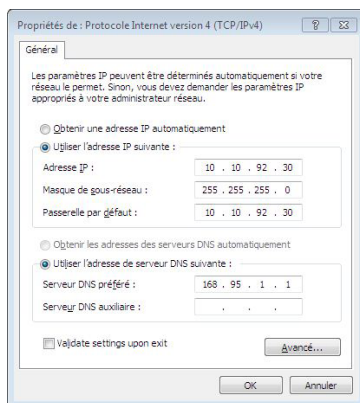 Propriétés de : Protocole Internet version 4 (TCP/IPv4)
Général
Les paramètres IP peuvent être déterminés automatiquement si votre
réseau le permet. Sinon, vous devez demander les paramètres IP
appropriés à votre administrateur réseau.
Obtenir une adresse IP automatiquement
Utiliser l'adresse IP suivante :
Adresse IP : 10 . 10 . 92 . 30
Masque de sous-réseau : 255 . 255 . 255 . 0
Passerelle par défaut : 10 . 10 . 92 . 30
Obtenir les adresses des serveurs DNS automatiquement
Utiliser l'adresse de serveur DNS suivante :
Serveur DNS préféré : 168 . 95 . 1 . 1
Serveur DNS auxiliaire : . . .
Validate settings upon exit
Avancé...
OK Annuler